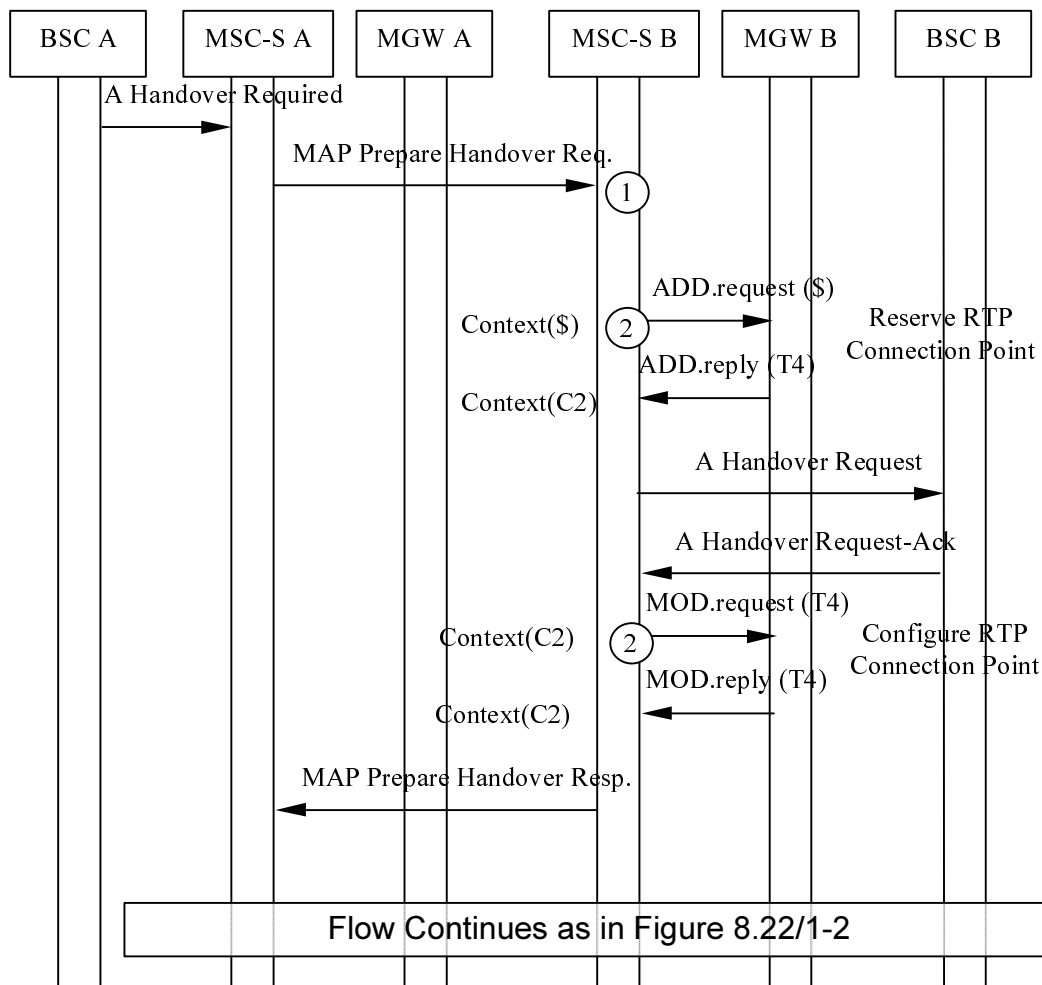 BSC A
MSC-S A
MGW A
MSC-S B
MGW B
BSC B
A Handover Required
MAP Prepare Handover Req.
1
ADD.request ($)
Context($)
2
Reserve RTP
Connection Point
ADD.reply (T4)
Context(C2)
A Handover Request
A Handover Request-Ack
MOD.request (T4)
Context(C2)
2
Configure RTP
Connection Point
MOD.reply (T4)
Context(C2)
MAP Prepare Handover Resp.
Flow Continues as in Figure 8.22/1-2